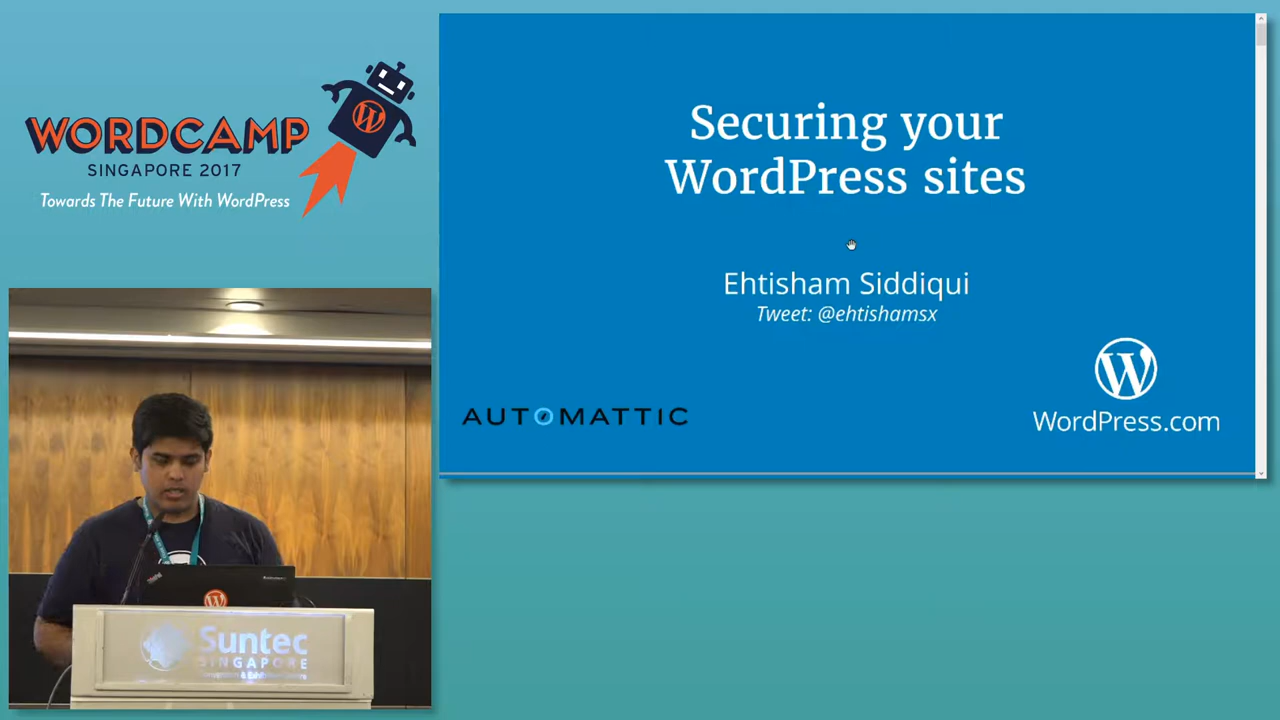 WORDCAMP
SINGAPORE 2017
Towards The Future With WordPress
Securing your
WordPress sites
Ehtisham Siddiqui
Tweet: @ehtishamsx
AUTOMATTIC
WordPress.com
Suntec
SINGAPORE